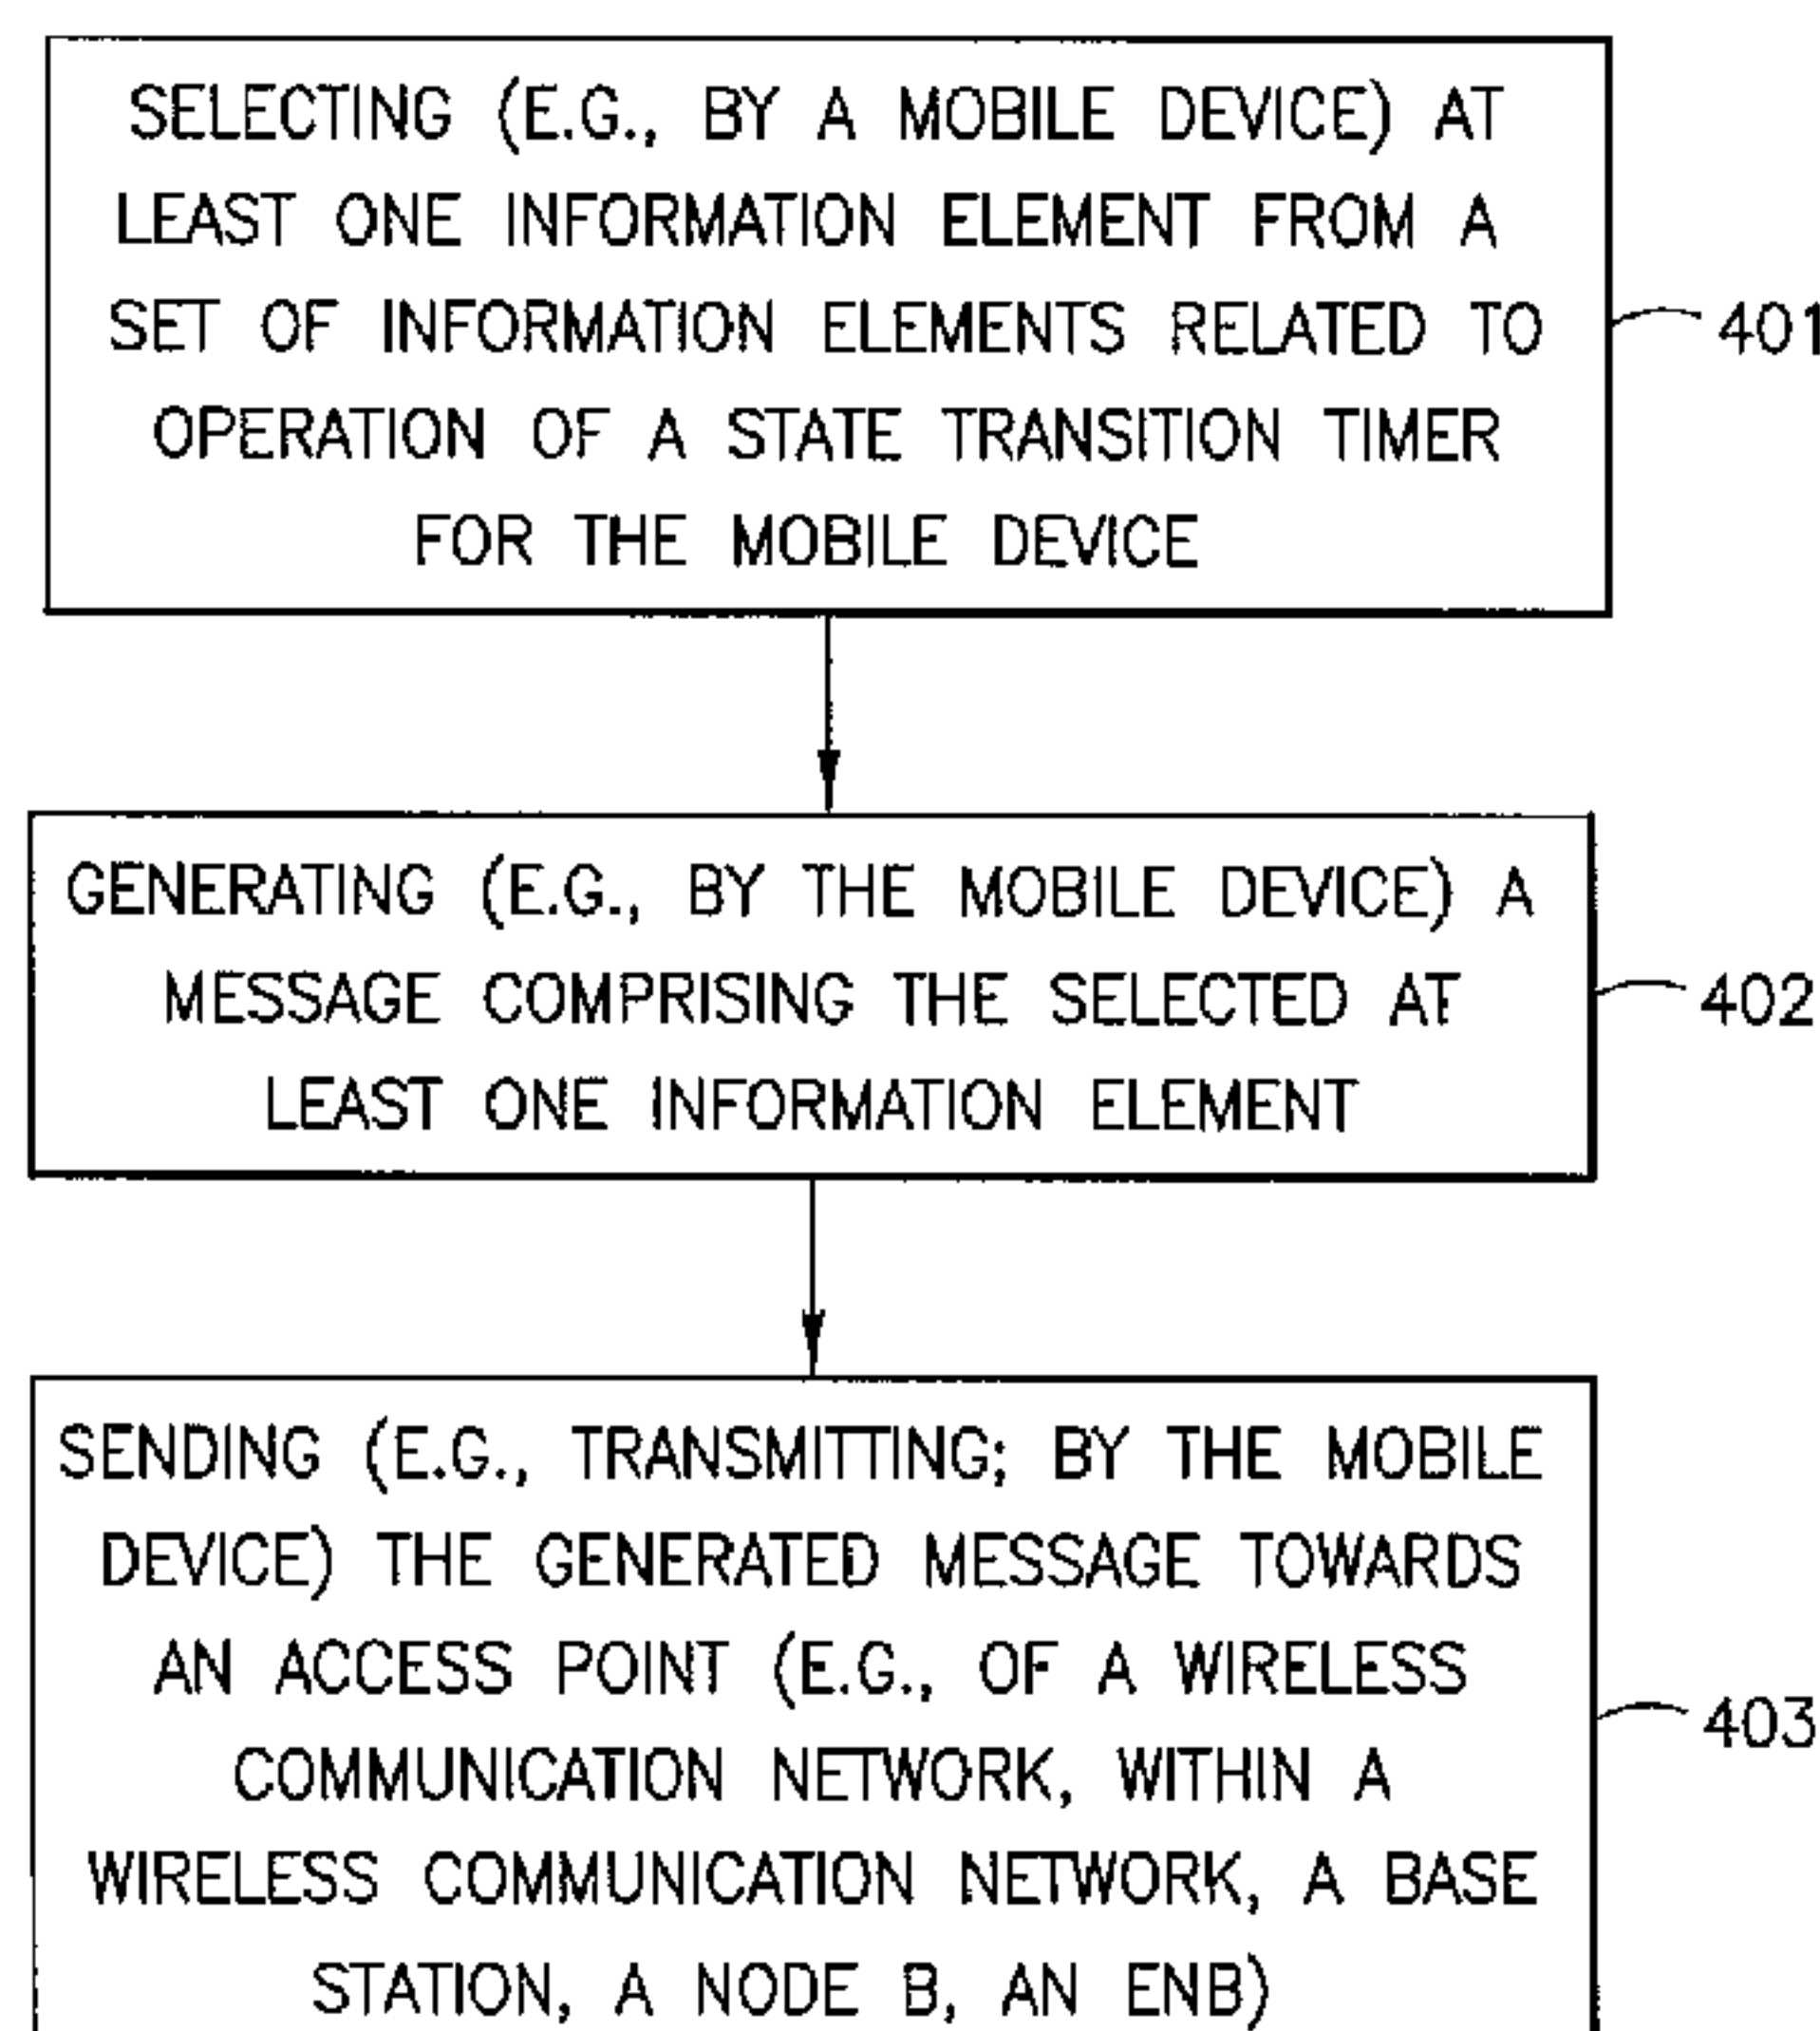 SELECTING (E.G., BY A MOBILE DEVICE) AT
LEAST ONE INFORMATION ELEMENT FROM A
SET OF INFORMATION ELEMENTS RELATED TO
OPERATION OF A STATE TRANSITION TIMER
FOR THE MOBILE DEVICE
401
GENERATING (E.G., BY THE MOBILE DEVICE) A
MESSAGE COMPRISING THE SELECTED AT
LEAST ONE INFORMATION ELEMENT
402
SENDING (E.G., TRANSMITTING; BY THE MOBILE
DEVICE) THE GENERATED MESSAGE TOWARDS
AN ACCESS POINT (E.G., OF A WIRELESS
COMMUNICATION NETWORK, WITHIN A
WIRELESS COMMUNICATION NETWORK, A BASE
STATION, A NODE B, AN ENB)
403